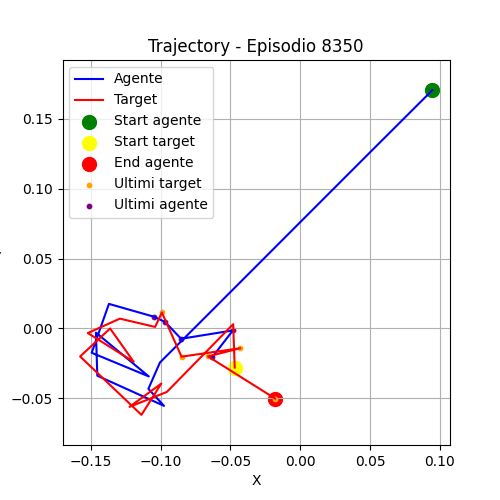 Trajectory - Episodio 8350
Agente
Target
Start agente
Start target
End agente
Ultimi target
Ultimi agente
0.15
0.10
0.05
0.00
−0.05
−0.15
−0.10
−0.05
0.00
0.05
0.10
X